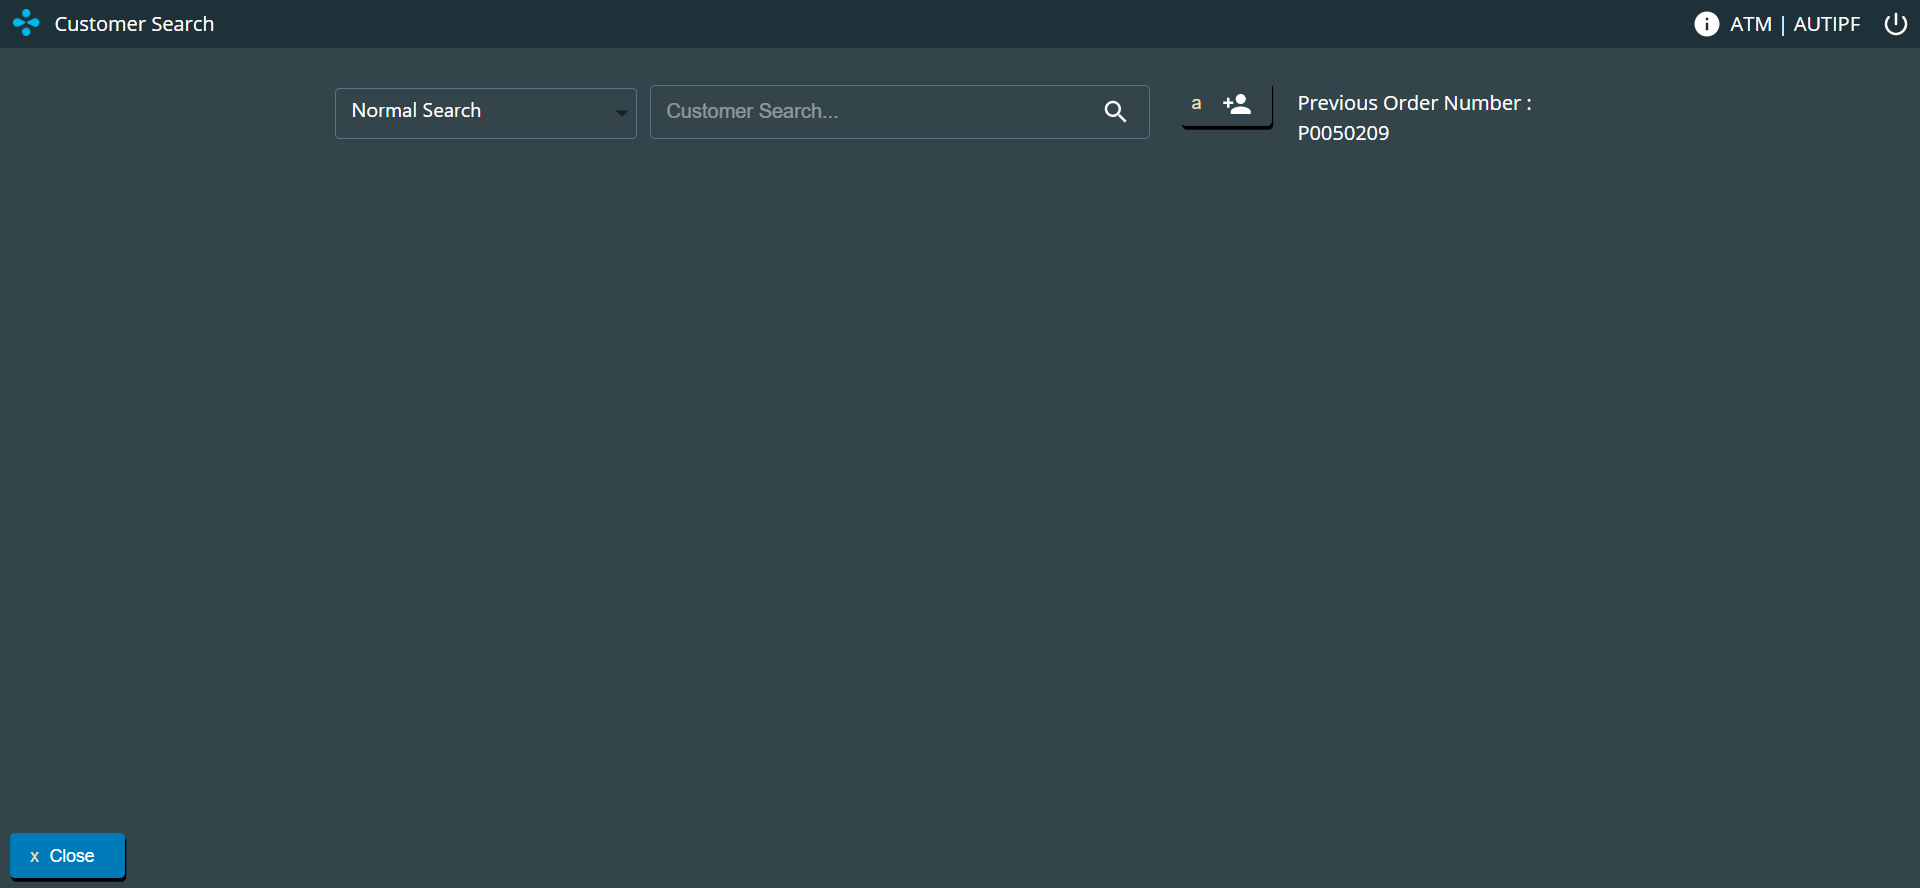 Customer Search
ATM | AUTIPF
Normal Search
Customer Search...
a
Previous Order Number :
P0050209
x Close